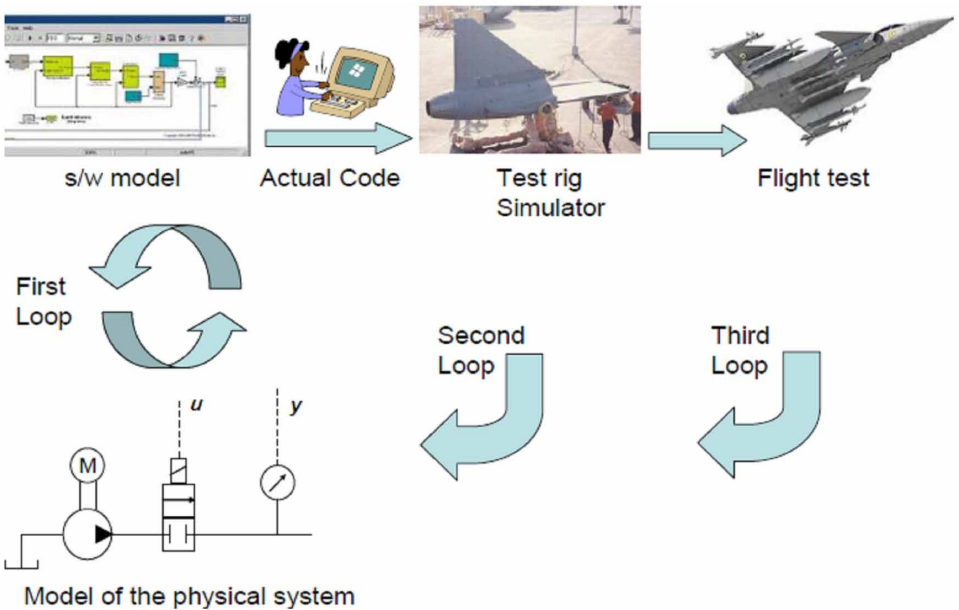 s/w model
Actual Code
Test rig
Simulator
Flight test
First
Loop
Second
Loop
Third
Loop
u
y
M
Model of the physical system